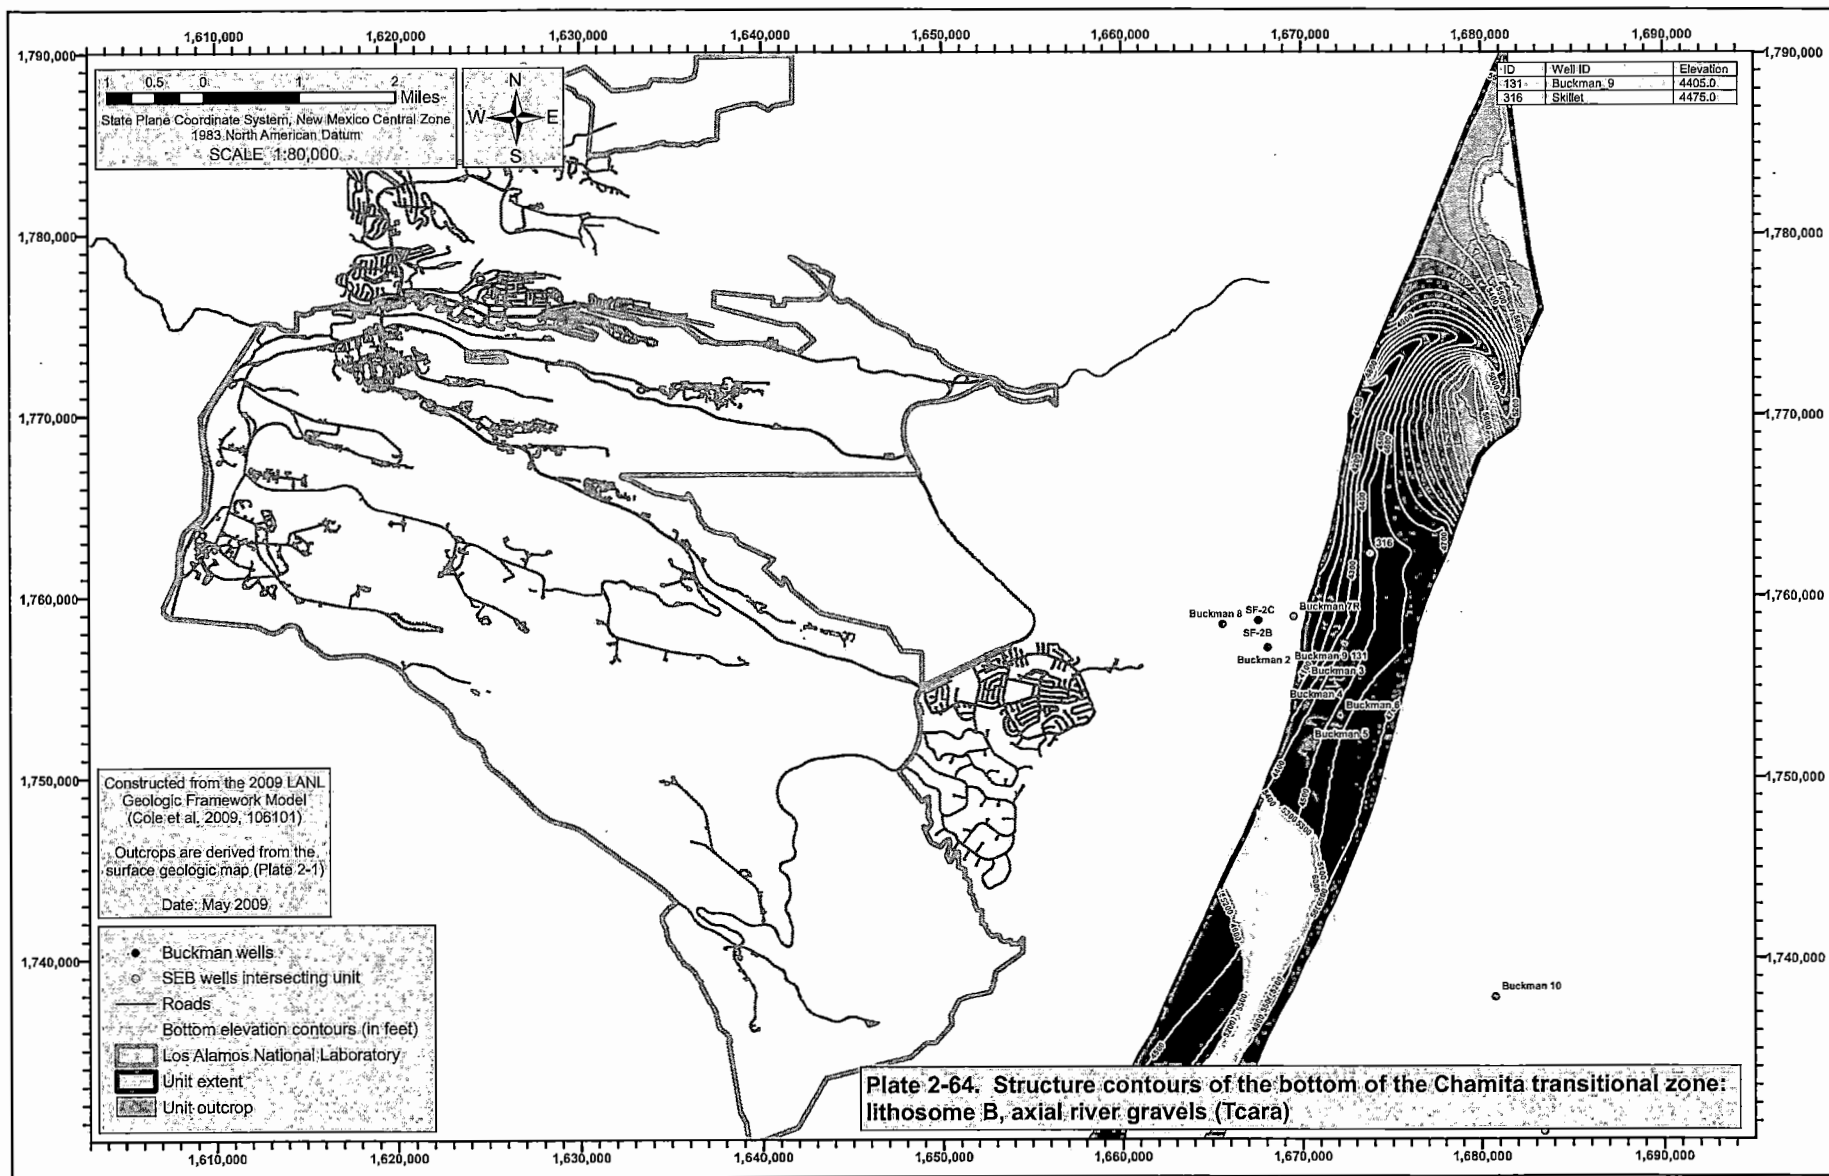 1,610,000 1,620,000 1,630,000 1,640,000 1,650,000 1,660,000 1,670,000 1,680,000 1,690,000
1,790,000
1,790,000
1 0.5 0 1 2
Miles
State Plane Coordinate System, New Mexico Central Zone
1983 North American Datum
SCALE 1:80,000
N
W E
S
ID Well ID Elevation
131 Buckman_9 4405.0
316 Skillet 4475.0
1,780,000
1,780,000
1,770,000
1,770,000
316
1,760,000
1,760,000
Buckman 8
SF-2C
Buckman 7R
SF-2B
Buckman 2
Buckman 9 131
Buckman 3
Buckman 4
Buckman 6
Buckman 5
1,750,000
1,750,000
Constructed from the 2009 LANL
Geologic Framework Model
(Cole et al. 2009, 106101)
Outcrops are derived from the
surface geologic map (Plate 2-1)
Date: May 2009
Buckman wells
SEB wells intersecting unit
Roads
Bottom elevation contours (in feet)
Los Alamos National Laboratory
Unit extent
Unit outcrop
1,740,000
1,740,000
Buckman 10
Plate 2-64. Structure contours of the bottom of the Chamita transitional zone:
lithosome B, axial river gravels (Tcara)
1,610,000 1,620,000 1,630,000 1,640,000 1,650,000 1,660,000 1,670,000 1,680,000 1,690,000